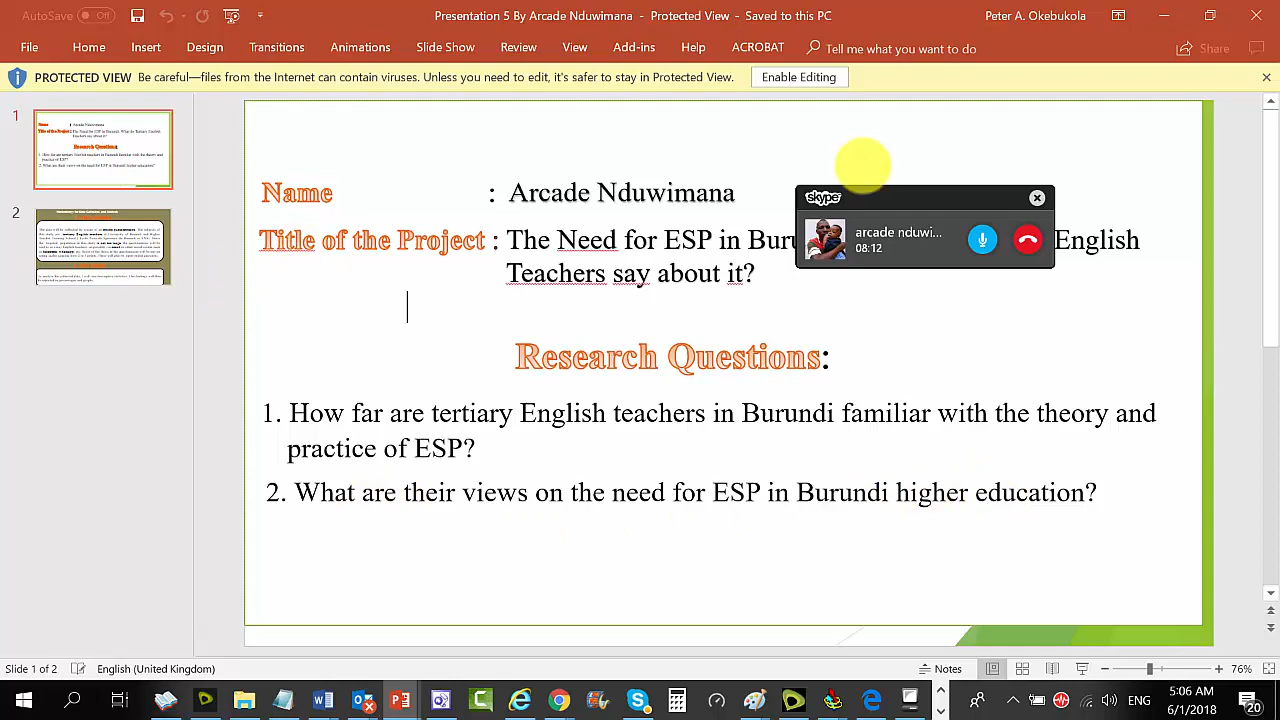 AutoSave Off
Presentation 5 By Arcade Nduwimana - Protected View - Saved to this PC
Peter A. Okebukola
File Home Insert Design Transitions Animations Slide Show Review View Add-ins Help ACROBAT Tell me what you want to do Share
PROTECTED VIEW Be careful—files from the Internet can contain viruses. Unless you need to edit, it's safer to stay in Protected View. Enable Editing
1
2
Name : Arcade Nduwimana
skype
Title of the Project : The Need for ESP in Buru English
arcade nduwi...
08:12
Teachers say about it?
Research Questions:
1. How far are tertiary English teachers in Burundi familiar with the theory and
practice of ESP?
2. What are their views on the need for ESP in Burundi higher education?
Slide 1 of 2 English (United Kingdom) Notes 76%
ENG
5:06 AM
6/1/2018
20